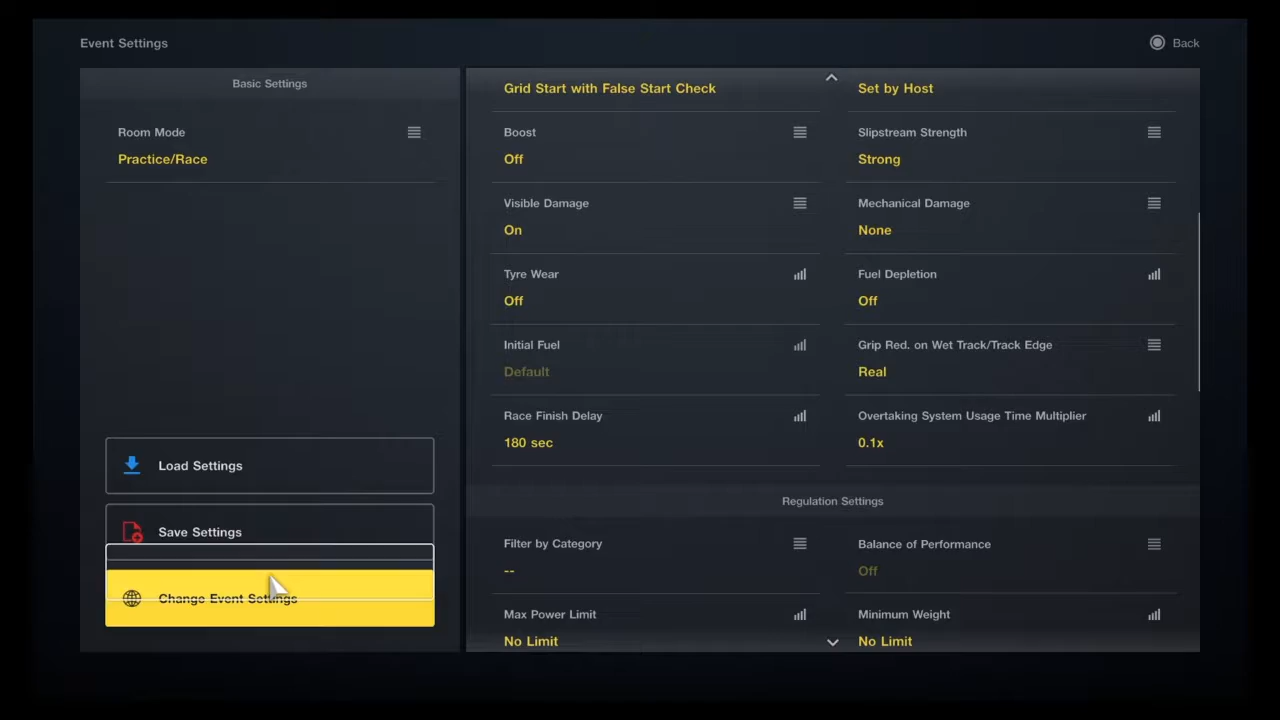 Event Settings
Back
Basic Settings
Room Mode
Practice/Race
Load Settings
Save Settings
Change Event Settings
Grid Start with False Start Check
Set by Host
Boost
Off
Slipstream Strength
Strong
Visible Damage
On
Mechanical Damage
None
Tyre Wear
Off
Fuel Depletion
Off
Initial Fuel
Default
Grip Red. on Wet Track/Track Edge
Real
Race Finish Delay
180 sec
Overtaking System Usage Time Multiplier
0.1x
Regulation Settings
Filter by Category
--
Balance of Performance
Off
Max Power Limit
No Limit
Minimum Weight
No Limit